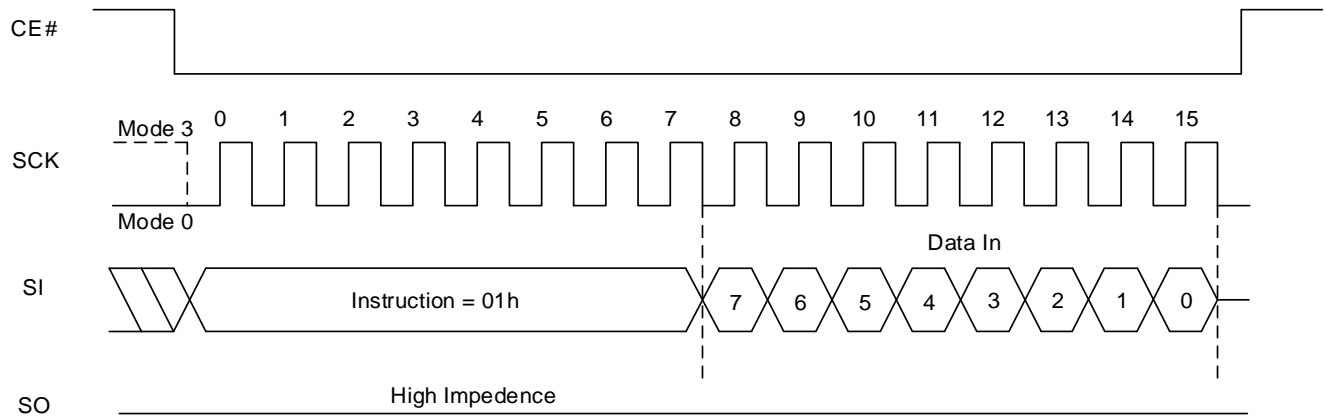 CE#
SCK
Mode 3
0 1 2 3 4 5 6 7 8 9 10 11 12 13 14 15
Mode 0
Data In
SI
Instruction = 01h
7 6 5 4 3 2 1 0
SO
High Impedence